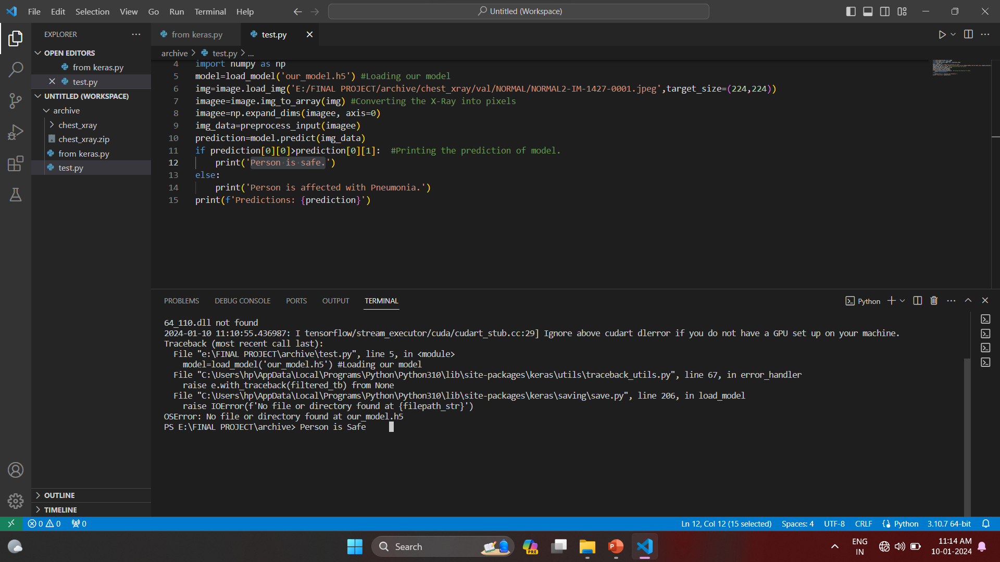 File Edit Selection View Go Run Terminal Help
Untitled (Workspace)
EXPLORER
from keras.py
test.py
OPEN EDITORS
from keras.py
test.py
UNTITLED (WORKSPACE)
archive
chest_xray
chest_xray.zip
from keras.py
test.py
OUTLINE
TIMELINE
archive > test.py > ...
4 import numpy as np
5 model=load_model('our_model.h5') #Loading our model
6 img=image.load_img('E:/FINAL PROJECT/archive/chest_xray/val/NORMAL/NORMAL2-IM-1427-0001.jpeg',target_size=(224,224))
7 imagee=image.img_to_array(img) #Converting the X-Ray into pixels
8 imagee=np.expand_dims(imagee, axis=0)
9 img_data=preprocess_input(imagee)
10 prediction=model.predict(img_data)
11 if prediction[0][0]>prediction[0][1]:  #Printing the prediction of model.
12     print('Person is safe.')
13 else:
14     print('Person is affected with Pneumonia.')
15 print(f'Predictions: {prediction}')
PROBLEMS DEBUG CONSOLE PORTS OUTPUT TERMINAL
Python
64_110.dll not found
2024-01-10 11:10:55.436987: I tensorflow/stream_executor/cuda/cudart_stub.cc:29] Ignore above cudart dlerror if you do not have a GPU set up on your machine.
Traceback (most recent call last):
  File "e:\FINAL PROJECT\archive\test.py", line 5, in <module>
    model=load_model('our_model.h5') #Loading our model
  File "C:\Users\hp\AppData\Local\Programs\Python\Python310\lib\site-packages\keras\utils\traceback_utils.py", line 67, in error_handler
    raise e.with_traceback(filtered_tb) from None
  File "C:\Users\hp\AppData\Local\Programs\Python\Python310\lib\site-packages\keras\saving\save.py", line 206, in load_model
    raise IOError(f'No file or directory found at {filepath_str}')
OSError: No file or directory found at our_model.h5
PS E:\FINAL PROJECT\archive> Person is Safe
0 0 0
Ln 12, Col 12 (15 selected) Spaces: 4 UTF-8 CRLF Python 3.10.7 64-bit
Search
PRE
ENG
IN
11:14 AM
10-01-2024